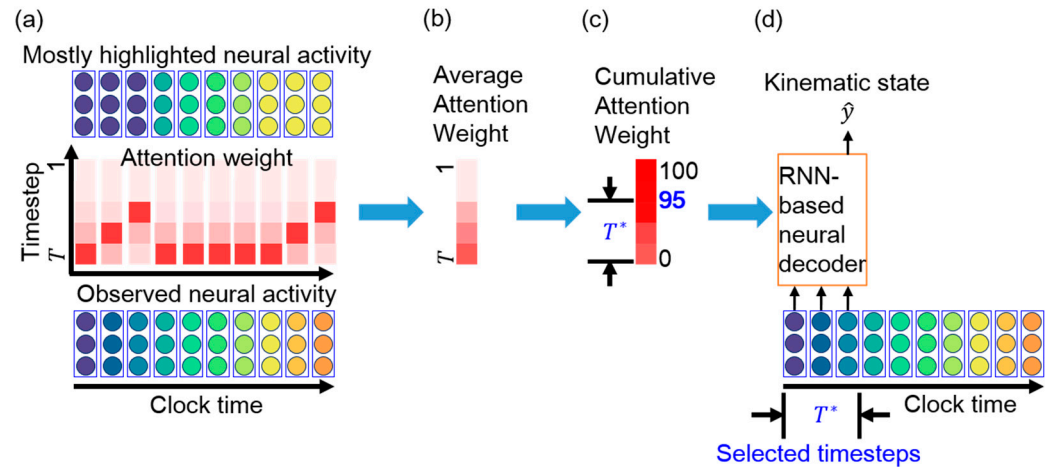 (a)
Mostly highlighted neural activity
Attention weight
Timestep
1
T
Observed neural activity
Clock time
(b)
Average
Attention
Weight
1
T
(c)
Cumulative
Attention
Weight
100
95
T*
0
(d)
Kinematic state
ŷ
RNN-
based
neural
decoder
Clock time
T*
Selected timesteps